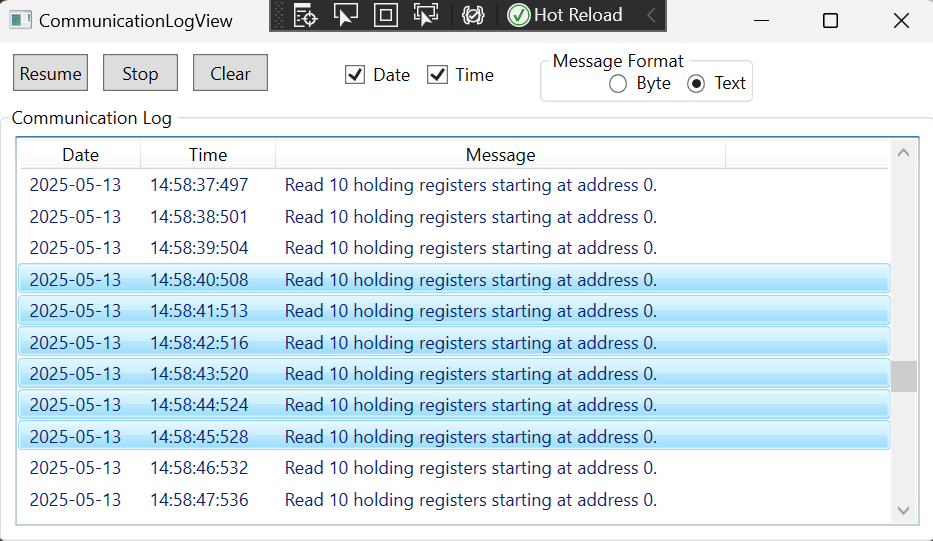 CommunicationLogView Hot Reload
Resume Stop Clear Date Time Message Format Byte Text
Communication Log
Date Time Message
2025-05-13 14:58:37:497 Read 10 holding registers starting at address 0.
2025-05-13 14:58:38:501 Read 10 holding registers starting at address 0.
2025-05-13 14:58:39:504 Read 10 holding registers starting at address 0.
2025-05-13 14:58:40:508 Read 10 holding registers starting at address 0.
2025-05-13 14:58:41:513 Read 10 holding registers starting at address 0.
2025-05-13 14:58:42:516 Read 10 holding registers starting at address 0.
2025-05-13 14:58:43:520 Read 10 holding registers starting at address 0.
2025-05-13 14:58:44:524 Read 10 holding registers starting at address 0.
2025-05-13 14:58:45:528 Read 10 holding registers starting at address 0.
2025-05-13 14:58:46:532 Read 10 holding registers starting at address 0.
2025-05-13 14:58:47:536 Read 10 holding registers starting at address 0.